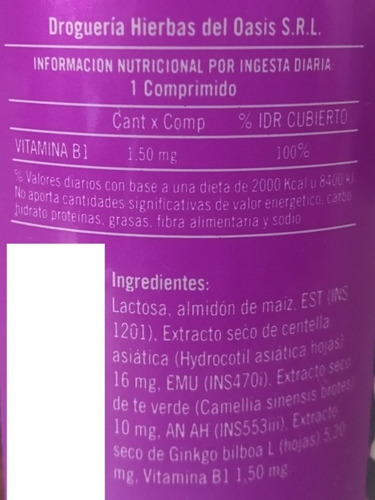 Droguería Hierbas del Oasis S.R.L.
INFORMACION NUTRICIONAL POR INGESTA DIARIA:
1 Comprimido
Cant x Comp % IDR CUBIERTO
VITAMINA B1 1.50 mg 100%
% Valores diarios con base a una dieta de 2000 Kcal u 8400 kJ
No aporta cantidades significativas de valor energetico, carbo
hidrato proteinas, grasas, fibra alimentaria y sodio
Ingredientes:
Lactosa, almidón de maíz, EST (INS
1201), Extracto seco de centella
asiática (Hydrocotil asiática hojas)
16 mg, EMU (INS470i), Extracto seco
de te verde (Camellia sinensis brotes)
10 mg, AN AH (INS553iii), Extracto
seco de Ginkgo bilboa L (hojas) 5,20
mg, Vitamina B1 1,50 mg